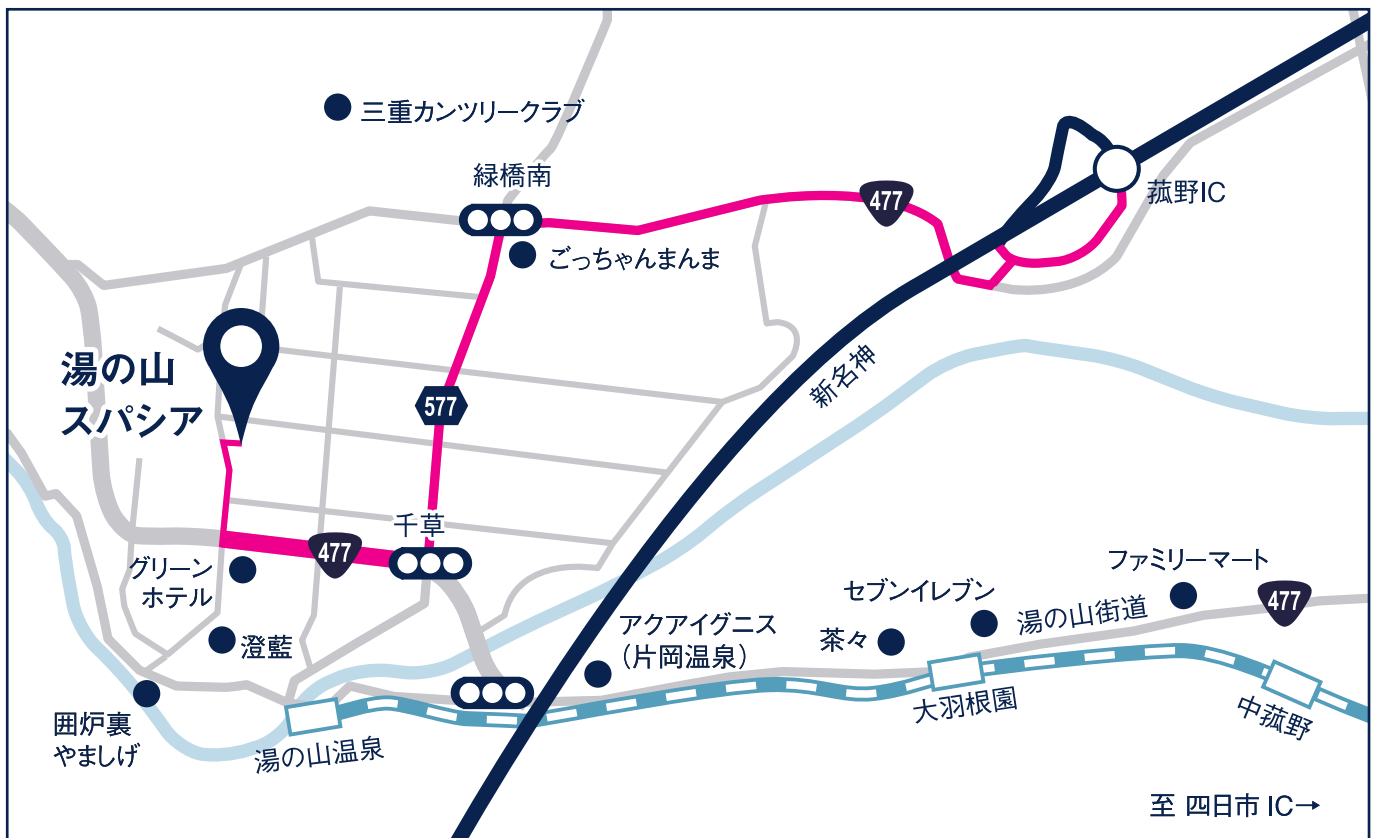 三重カンツリークラブ
緑橋南
477
菰野IC
ごっちゃんまんま
湯の山
スパシア
新名神
577
千草
477
グリーン
ホテル
澄藍
囲炉裏
やましげ
湯の山温泉
アクアイグニス
(片岡温泉)
茶々
セブンイレブン
湯の山街道
ファミリーマート
477
大羽根園
中菰野
至 四日市 IC→